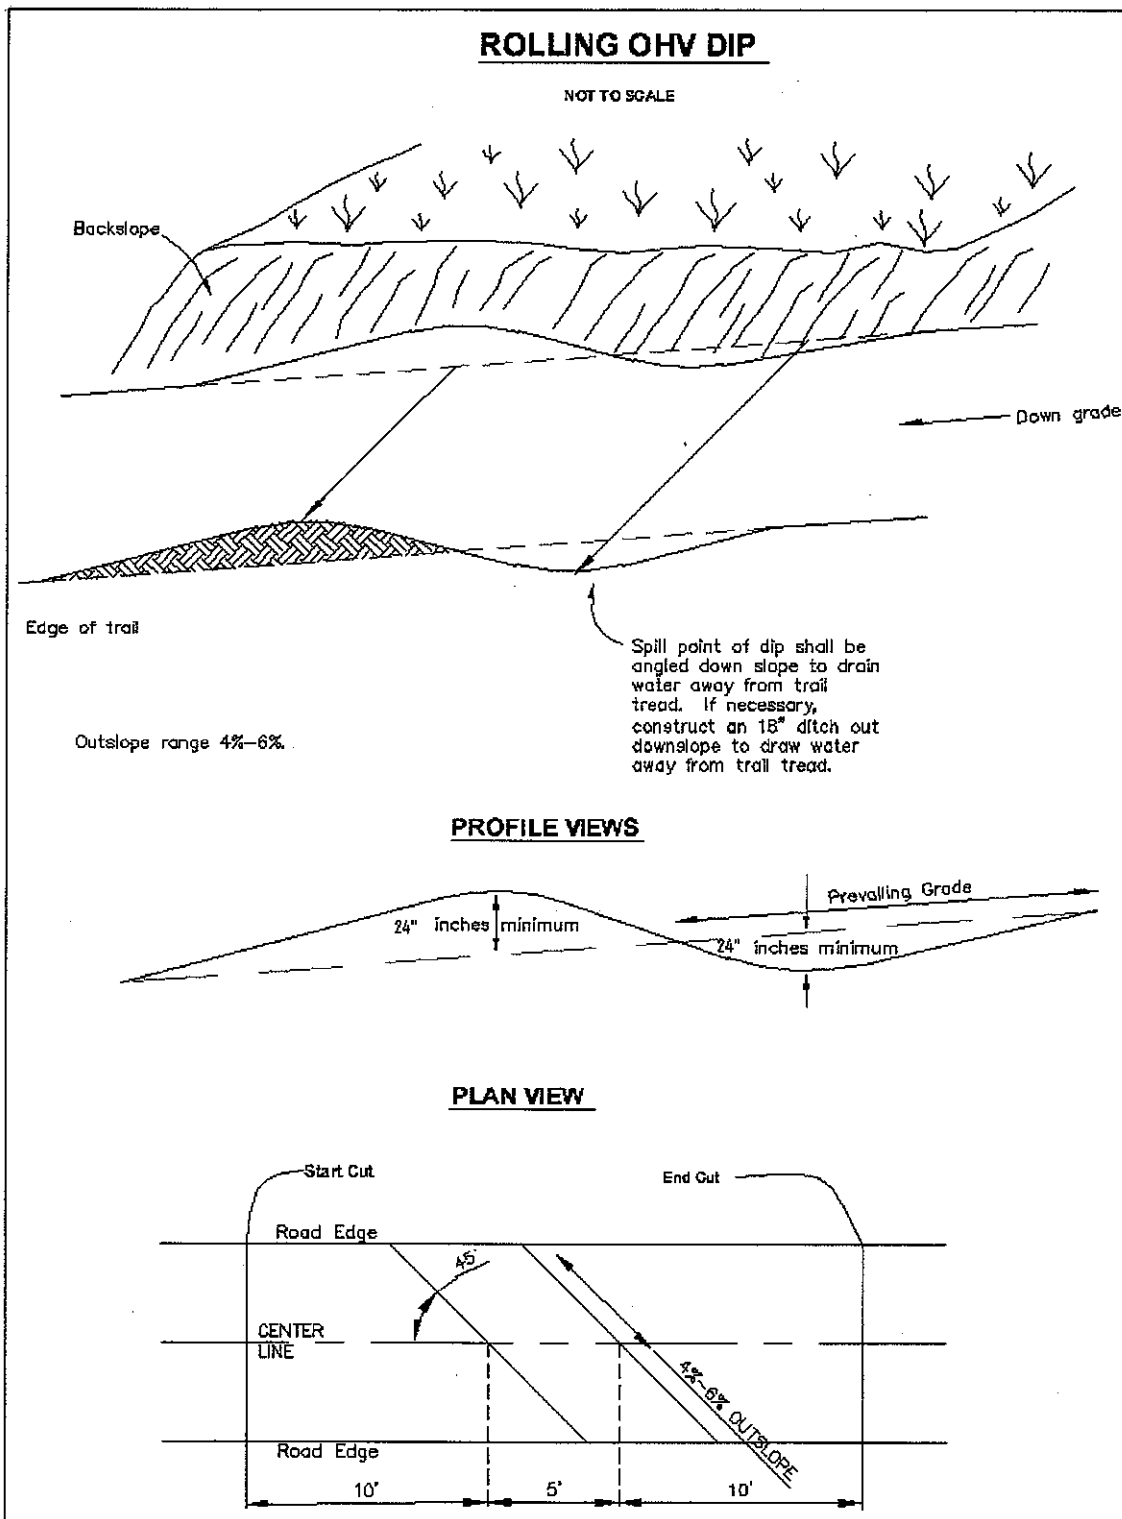 ROLLING OHV DIP
NOT TO SCALE
Backslope
Down grade
Edge of trail
Spill point of dip shall be
angled down slope to drain
water away from trail
tread. If necessary,
construct an 18" ditch out
downslope to draw water
away from trail tread.
Outslope range 4%-6%.
PROFILE VIEWS
Prevailing Grade
24" inches minimum
24" inches minimum
PLAN VIEW
Start Cut
End Cut
Road Edge
45°
CENTER
LINE
4%-6% OUTSLOPE
Road Edge
10'
5'
10'